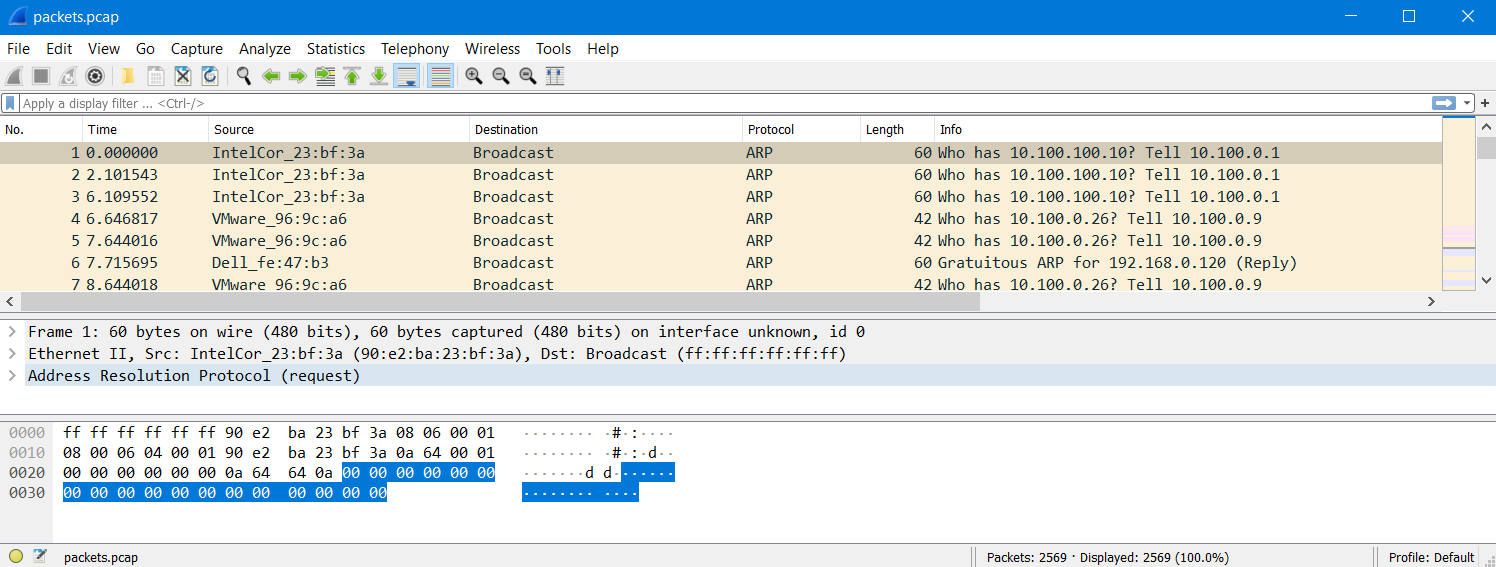 packets.pcap
File Edit View Go Capture Analyze Statistics Telephony Wireless Tools Help
Apply a display filter ... <Ctrl-/>
No. Time Source Destination Protocol Length Info
1 0.000000 IntelCor_23:bf:3a Broadcast ARP 60 Who has 10.100.100.10? Tell 10.100.0.1
2 2.101543 IntelCor_23:bf:3a Broadcast ARP 60 Who has 10.100.100.10? Tell 10.100.0.1
3 6.109552 IntelCor_23:bf:3a Broadcast ARP 60 Who has 10.100.100.10? Tell 10.100.0.1
4 6.646817 VMware_96:9c:a6 Broadcast ARP 42 Who has 10.100.0.26? Tell 10.100.0.9
5 7.644016 VMware_96:9c:a6 Broadcast ARP 42 Who has 10.100.0.26? Tell 10.100.0.9
6 7.715695 Dell_fe:47:b3 Broadcast ARP 60 Gratuitous ARP for 192.168.0.120 (Reply)
7 8.644018 VMware_96:9c:a6 Broadcast ARP 42 Who has 10.100.0.26? Tell 10.100.0.9
Frame 1: 60 bytes on wire (480 bits), 60 bytes captured (480 bits) on interface unknown, id 0
Ethernet II, Src: IntelCor_23:bf:3a (90:e2:ba:23:bf:3a), Dst: Broadcast (ff:ff:ff:ff:ff:ff)
Address Resolution Protocol (request)
0000 ff ff ff ff ff ff 90 e2 ba 23 bf 3a 08 06 00 01 ········ ·#·:····
0010 08 00 06 04 00 01 90 e2 ba 23 bf 3a 0a 64 00 01 ········ ·#·:·d··
0020 00 00 00 00 00 00 0a 64 64 0a 00 00 00 00 00 00 ·······d d·······
0030 00 00 00 00 00 00 00 00 00 00 00 00 ········ ····
packets.pcap Packets: 2569 · Displayed: 2569 (100.0%) Profile: Default